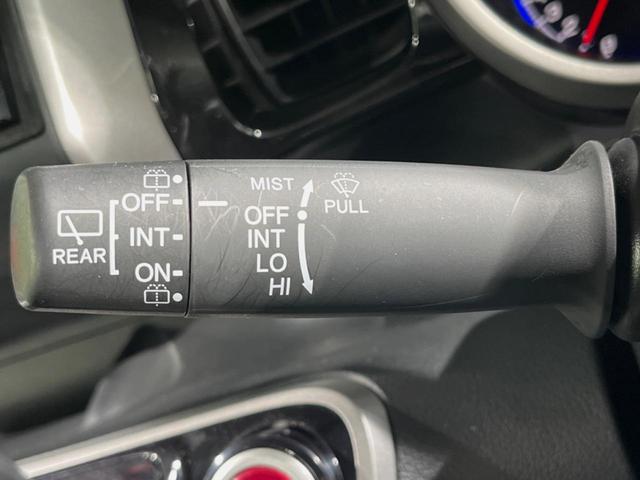 REAR
OFF
INT
ON
MIST
OFF
INT
LO
HI
PULL